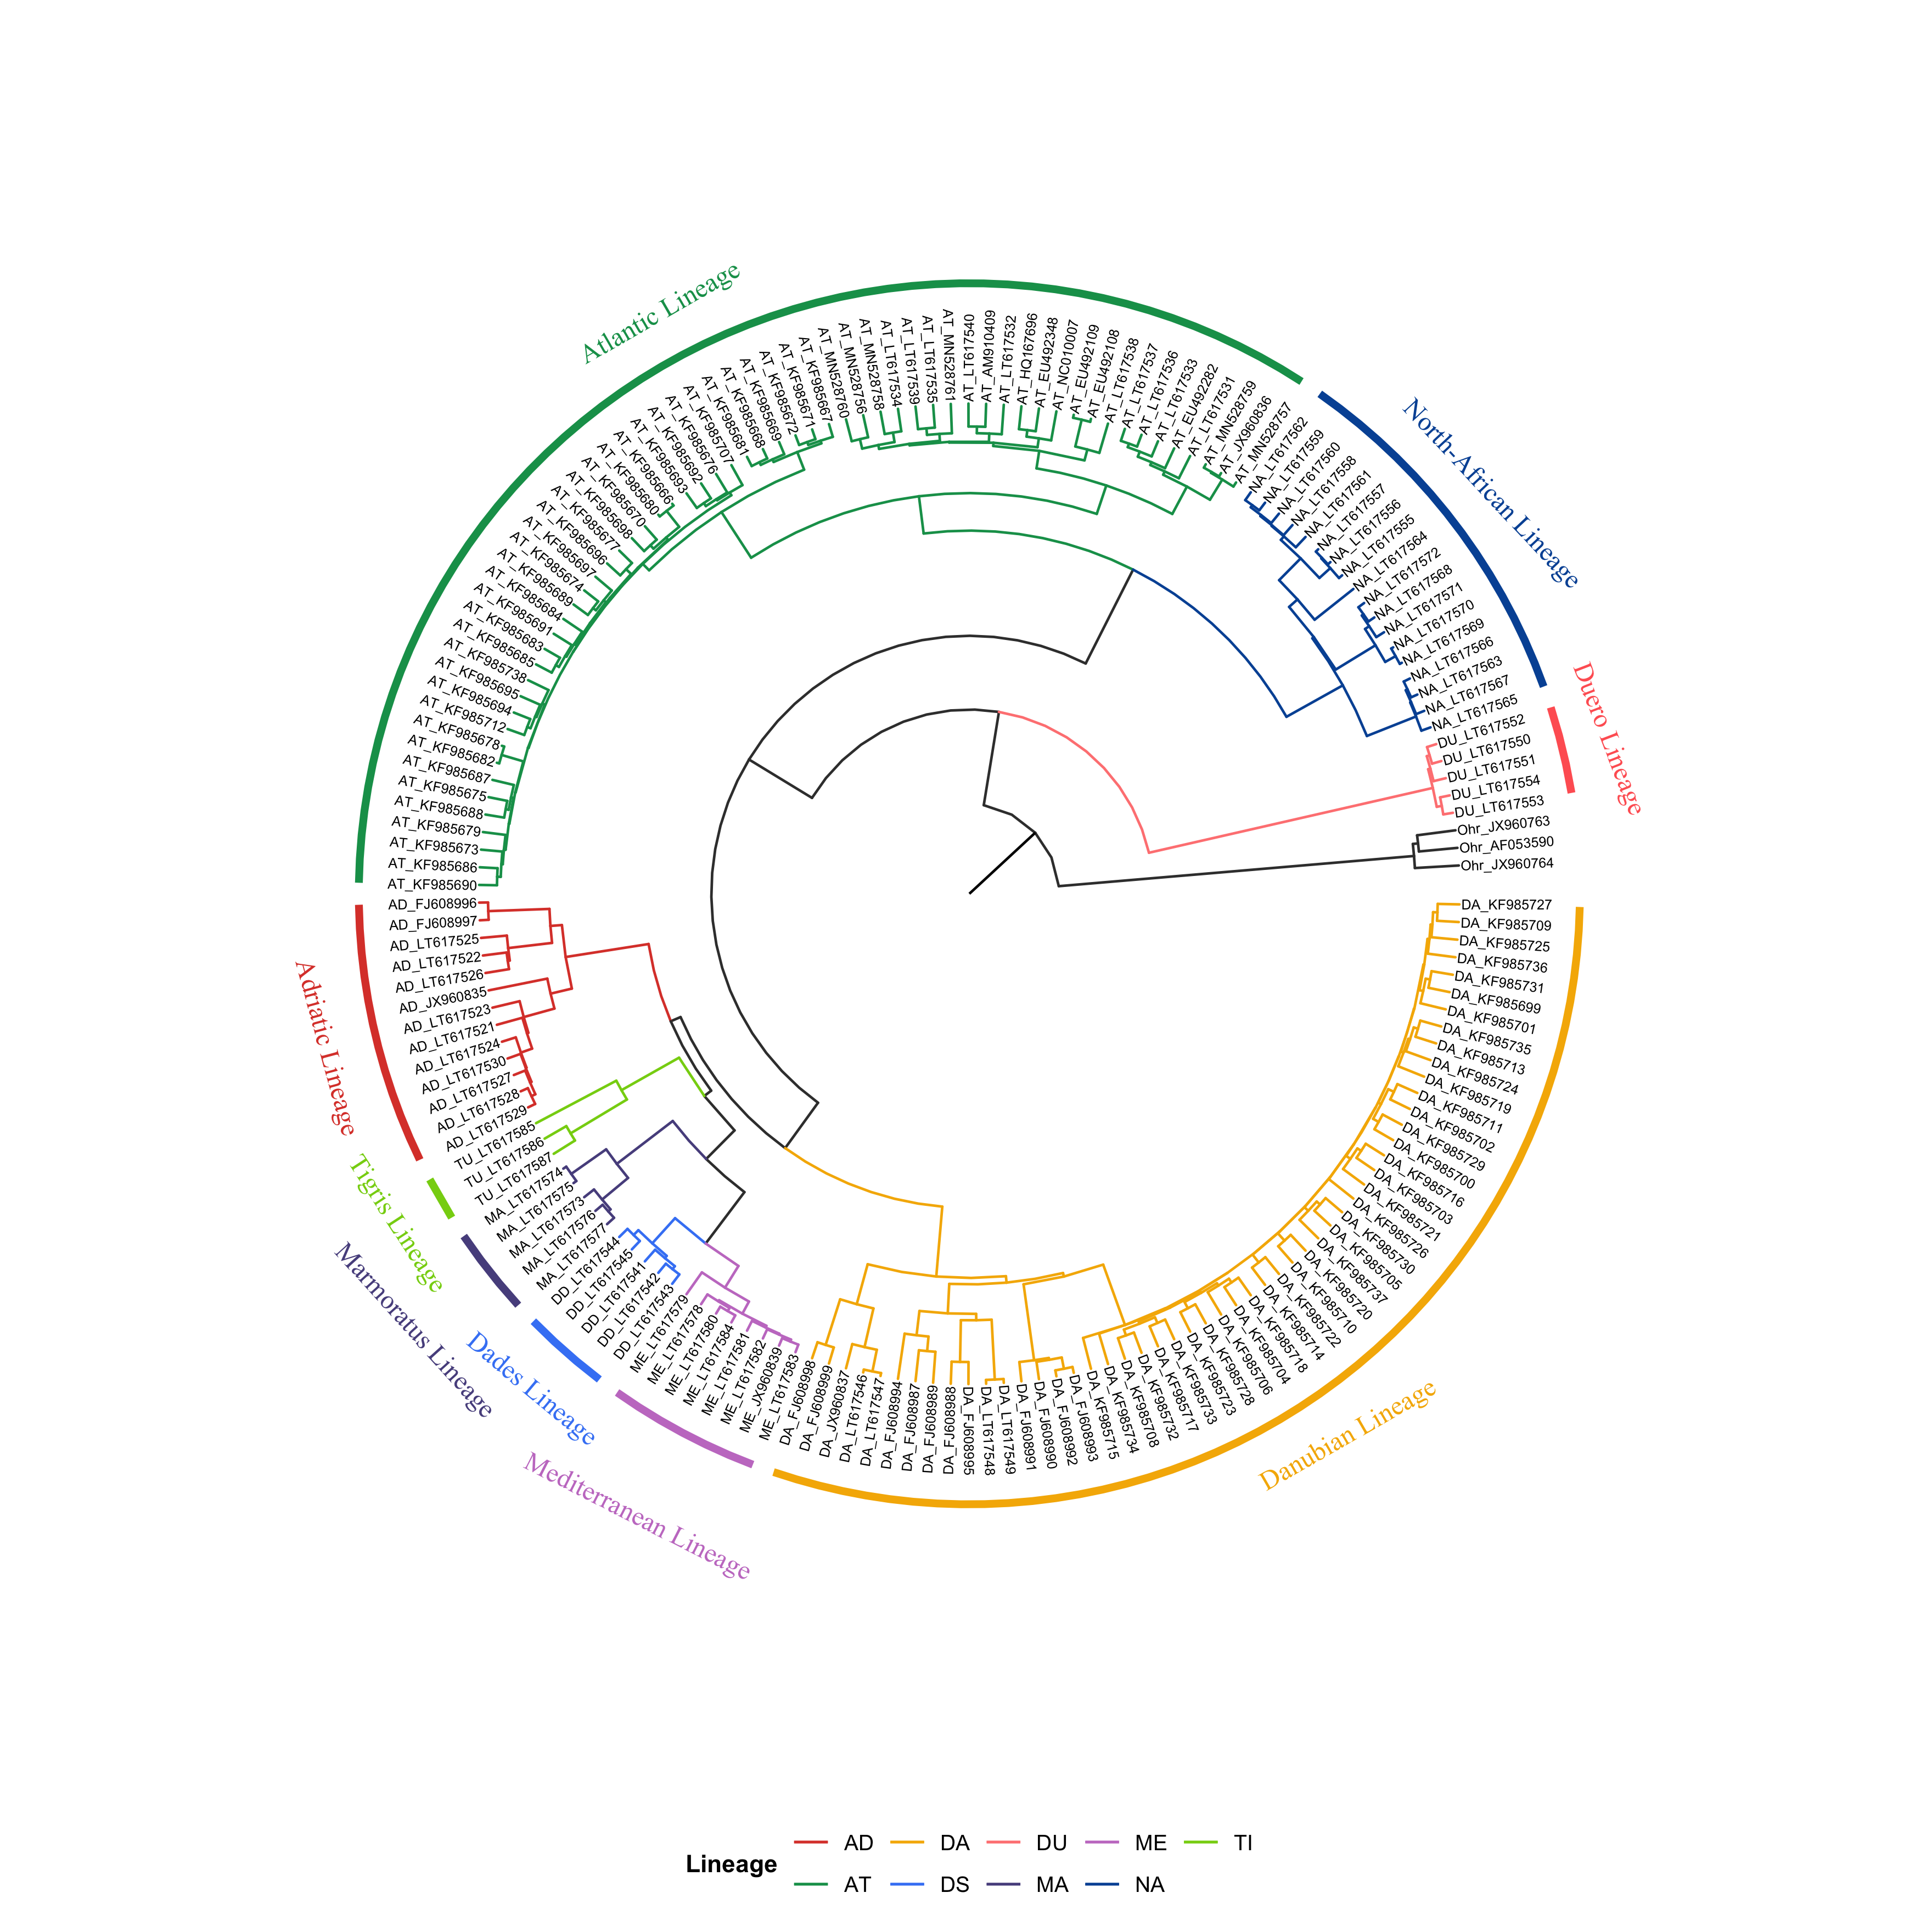 Atlantic Lineage
North-African Lineage
Duero Lineage
Danubian Lineage
Mediterranean Lineage
Dades Lineage
Marmoratus Lineage
Tigris Lineage
Adriatic Lineage
AT_KF985690
AT_KF985686
AT_KF985673
AT_KF985679
AT_KF985688
AT_KF985675
AT_KF985687
AT_KF985682
AT_KF985678
AT_KF985712
AT_KF985694
AT_KF985695
AT_KF985738
AT_KF985685
AT_KF985683
AT_KF985691
AT_KF985684
AT_KF985689
AT_KF985674
AT_KF985697
AT_KF985696
AT_KF985677
AT_KF985698
AT_KF985670
AT_KF985680
AT_KF985666
AT_KF985693
AT_KF985692
AT_KF985676
AT_KF985707
AT_KF985681
AT_KF985668
AT_KF985669
AT_KF985672
AT_KF985671
AT_KF985667
AT_MN528760
AT_MN528756
AT_MN528758
AT_LT617534
AT_LT617539
AT_LT617535
AT_MN528761
AT_LT617540
AT_AM910409
AT_LT617532
AT_HQ167696
AT_EU492348
AT_NC010007
AT_EU492109
AT_EU492108
AT_LT617538
AT_LT617537
AT_LT617536
AT_LT617533
AT_EU492282
AT_LT617531
AT_MN528759
AT_JX960836
AT_MN528757
NA_LT617562
NA_LT617559
NA_LT617560
NA_LT617558
NA_LT617561
NA_LT617557
NA_LT617556
NA_LT617555
NA_LT617564
NA_LT617572
NA_LT617568
NA_LT617571
NA_LT617570
NA_LT617569
NA_LT617566
NA_LT617563
NA_LT617567
NA_LT617565
DU_LT617552
DU_LT617550
DU_LT617551
DU_LT617554
DU_LT617553
Ohr_JX960763
Ohr_AF053590
Ohr_JX960764
DA_KF985727
DA_KF985709
DA_KF985725
DA_KF985736
DA_KF985731
DA_KF985699
DA_KF985701
DA_KF985735
DA_KF985713
DA_KF985724
DA_KF985719
DA_KF985711
DA_KF985702
DA_KF985729
DA_KF985700
DA_KF985716
DA_KF985703
DA_KF985721
DA_KF985726
DA_KF985730
DA_KF985705
DA_KF985737
DA_KF985720
DA_KF985710
DA_KF985722
DA_KF985714
DA_KF985718
DA_KF985704
DA_KF985706
DA_KF985728
DA_KF985723
DA_KF985733
DA_KF985717
DA_KF985732
DA_KF985708
DA_KF985734
DA_KF985715
DA_FJ608993
DA_FJ608992
DA_FJ608990
DA_FJ608991
DA_LT617549
DA_LT617548
DA_FJ608995
DA_FJ608988
DA_FJ608989
DA_FJ608987
DA_FJ608994
DA_LT617547
DA_LT617546
DA_JX960837
DA_FJ608999
DA_FJ608998
ME_LT617583
ME_JX960839
ME_LT617582
ME_LT617581
ME_LT617584
ME_LT617580
ME_LT617578
ME_LT617579
DD_LT617543
DD_LT617542
DD_LT617541
DD_LT617545
DD_LT617544
MA_LT617577
MA_LT617576
MA_LT617573
MA_LT617575
MA_LT617574
TU_LT617587
TU_LT617586
TU_LT617585
AD_LT617529
AD_LT617528
AD_LT617527
AD_LT617530
AD_LT617524
AD_LT617521
AD_LT617523
AD_JX960835
AD_LT617526
AD_LT617522
AD_LT617525
AD_FJ608997
AD_FJ608996
Lineage
AD DA DU ME TI
AT DS MA NA